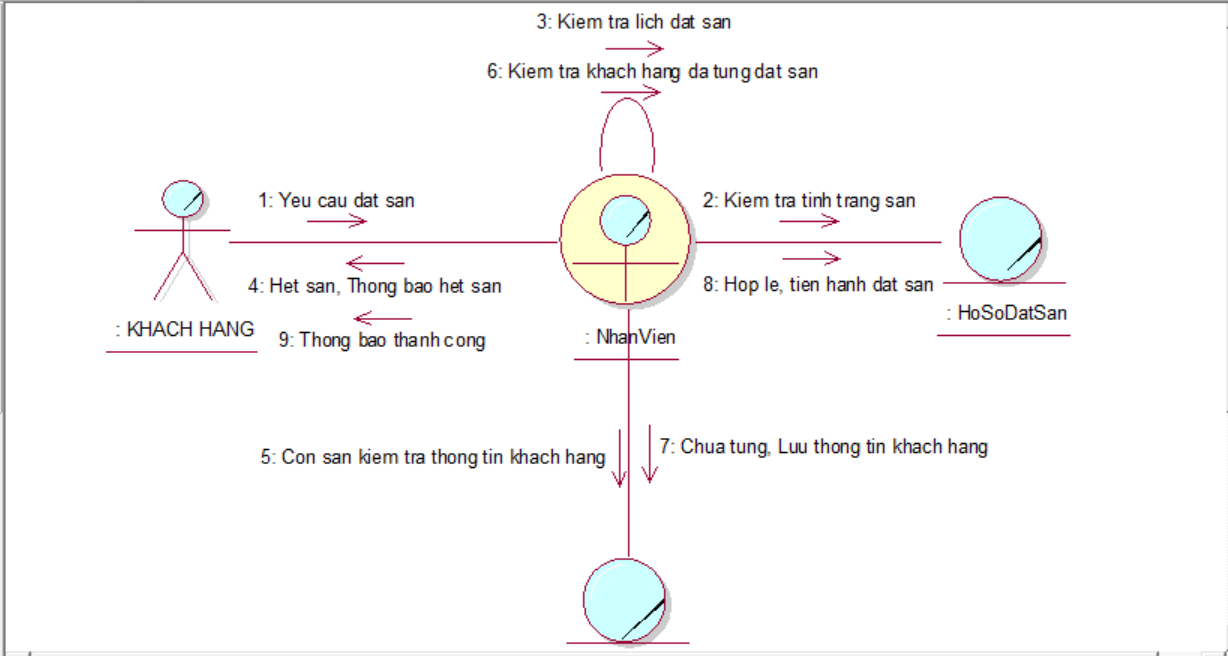 3: Kiem tra lich dat san
6: Kiem tra khach hang da tung dat san
1: Yeu cau dat san
2: Kiem tra tinh trang san
4: Het san, Thong bao het san
8: Hop le, tien hanh dat san
: KHACH HANG
9: Thong bao thanh cong
: NhanVien
: HoSoDatSan
5: Con san kiem tra thong tin khach hang
7: Chua tung, Luu thong tin khach hang